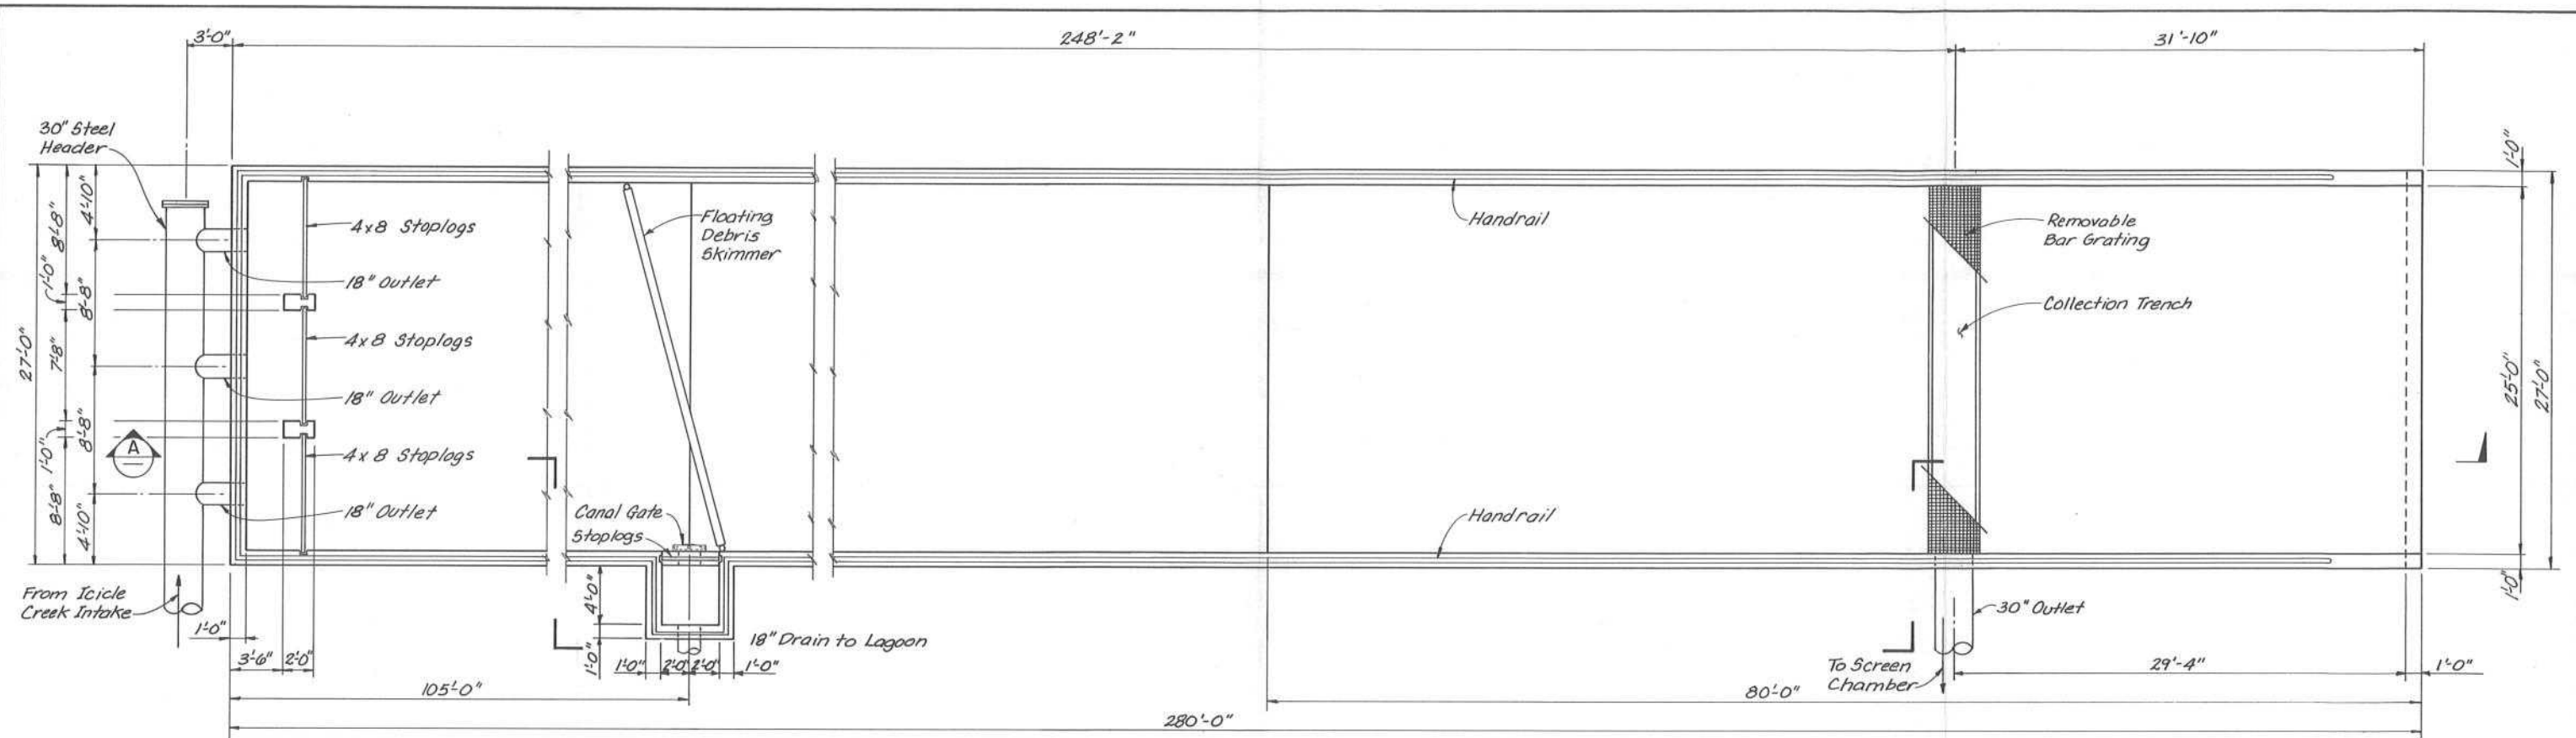 3'-0"
248'-2"
31'-10"
30" Steel
Header
27'-0"
8'-8"
1'-0"
7'-8"
1'-0"
8'-8"
4'-10"
8'-8"
8'-8"
4'-10"
A
4x8 Stoplogs
18" Outlet
4x8 Stoplogs
18" Outlet
4x8 Stoplogs
18" Outlet
From Icicle
Creek Intake
1'-0"
3'-6"
2'-0"
105'-0"
280'-0"
Floating
Debris
Skimmer
Canal Gate
Stoplogs
4'-0"
1'-0"
1'-0"
2'-0"
2'-0"
1'-0"
18" Drain to Lagoon
Handrail
Handrail
Removable
Bar Grating
Collection Trench
30" Outlet
To Screen
Chamber
29'-4"
1'-0"
80'-0"
1'-0"
25'-0"
27'-0"
1'-0"